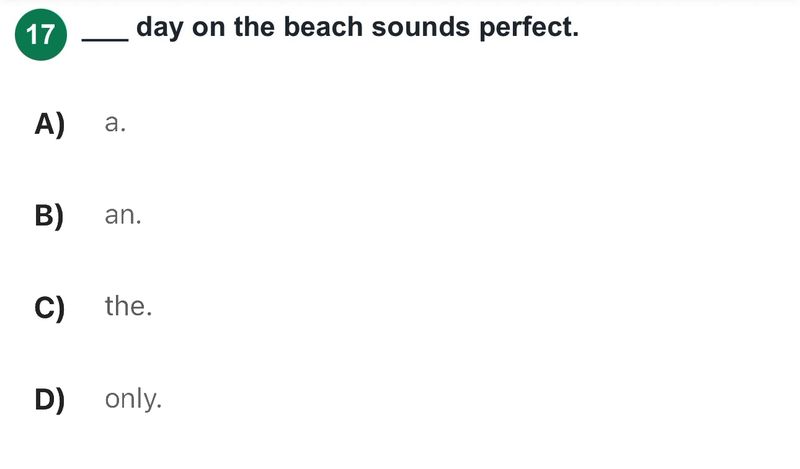 17 ___ day on the beach sounds perfect.
A) a.
B) an.
C) the.
D) only.